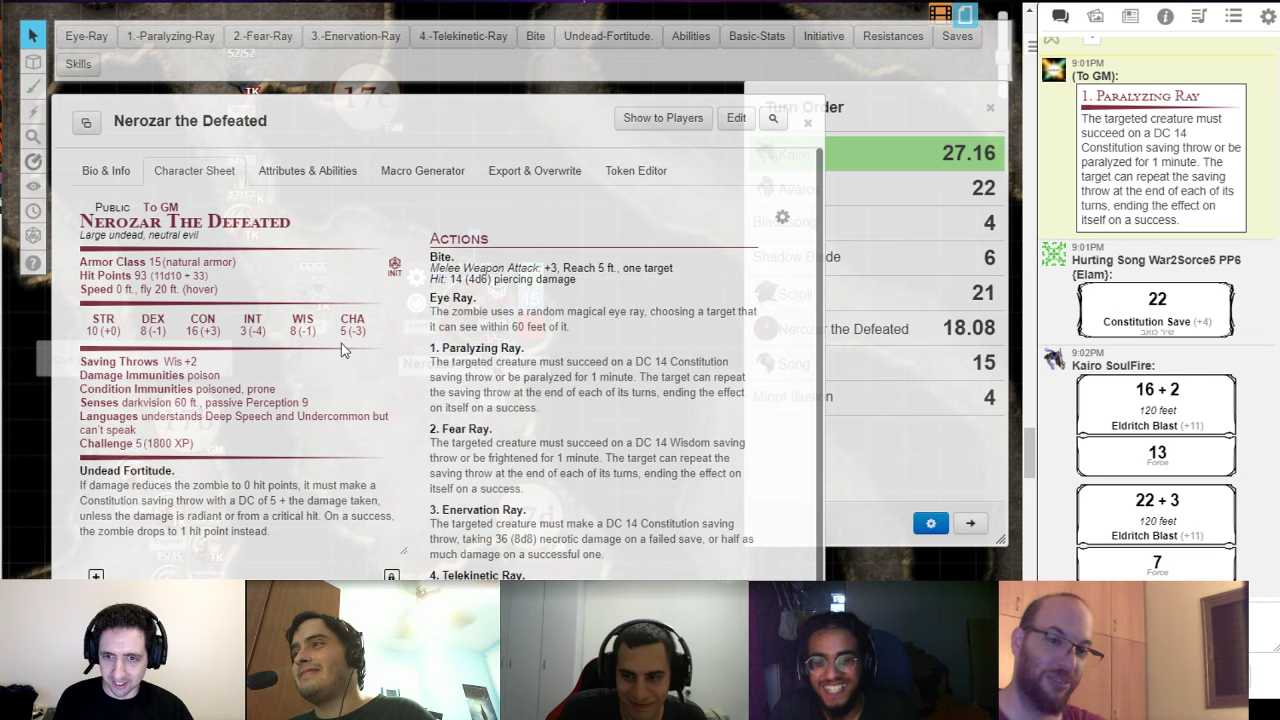 Eye-Ray 1.-Paralyzing-Ray 2.-Fear-Ray 3.-Enervation-Ray 4.-Telekinetic-Ray Bite Undead-Fortitude. Abilities Basic-Stats Initiative Resistances Saves
Skills
52/52
TK
17c
GM
Nerozar the Defeated
Show to Players Edit
Bio & Info Character Sheet Attributes & Abilities Macro Generator Export & Overwrite Token Editor
Public To GM
Nerozar The Defeated
Large undead, neutral evil
Armor Class 15 (natural armor)
Hit Points 93 (11d10 + 33)
Speed 0 ft., fly 20 ft. (hover)
INIT
STR DEX CON INT WIS CHA
10 (+0) 8 (-1) 16 (+3) 3 (-4) 8 (-1) 5 (-3)
Saving Throws Wis +2
Damage Immunities poison
Condition Immunities poisoned, prone
Senses darkvision 60 ft., passive Perception 9
Languages understands Deep Speech and Undercommon but
can't speak
Challenge 5 (1800 XP)
Undead Fortitude.
If damage reduces the zombie to 0 hit points, it must make a
Constitution saving throw with a DC of 5 + the damage taken,
unless the damage is radiant or from a critical hit. On a success,
the zombie drops to 1 hit point instead.
Actions
Bite.
Melee Weapon Attack: +3, Reach 5 ft., one target
Hit: 14 (4d6) piercing damage
Eye Ray.
The zombie uses a random magical eye ray, choosing a target that
it can see within 60 feet of it.
1. Paralyzing Ray.
The targeted creature must succeed on a DC 14 Constitution
saving throw or be paralyzed for 1 minute. The target can repeat
the saving throw at the end of each of its turns, ending the effect
on itself on a success.
2. Fear Ray.
The targeted creature must succeed on a DC 14 Wisdom saving
throw or be frightened for 1 minute. The target can repeat the
saving throw at the end of each of its turns, ending the effect on
itself on a success.
3. Enervation Ray.
The targeted creature must make a DC 14 Constitution saving
throw, taking 36 (8d8) necrotic damage on a failed save, or half as
much damage on a successful one.
4. Telekinetic Ray.
Turn Order
Kairo 27.16
Avaros 22
4
6
Scroll 21
Nerozar the Defeated 18.08
Song 15
Minor Illusion 4
9:01PM
(To GM):
1. Paralyzing Ray
The targeted creature must
succeed on a DC 14
Constitution saving throw or be
paralyzed for 1 minute. The
target can repeat the saving
throw at the end of each of its
turns, ending the effect on
itself on a success.
9:01PM
Hurting Song War2Sorce5 PP6
{Elam}:
22
Constitution Save (+4)
שיר מכאוב
9:02PM
Kairo SoulFire:
16 + 2
120 feet
Eldritch Blast (+11)
13
Force
22 + 3
120 feet
Eldritch Blast (+11)
7
Force